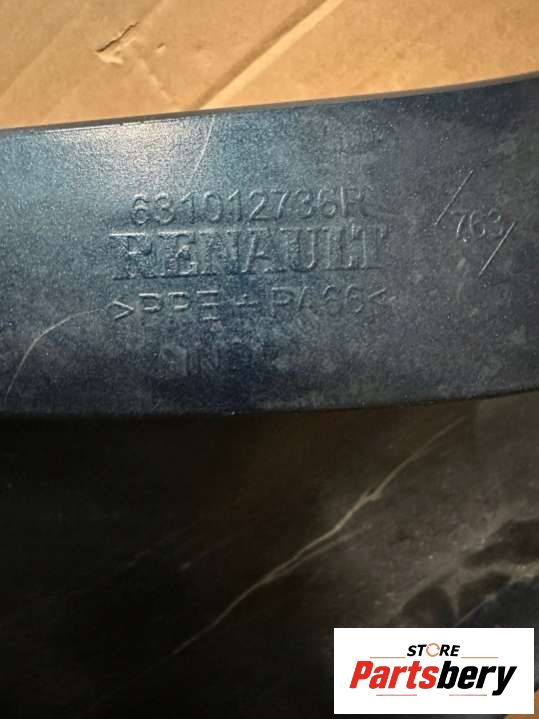 631012736R
RENAULT
/763/
>PPE+PA66<
STORE
Partsbery